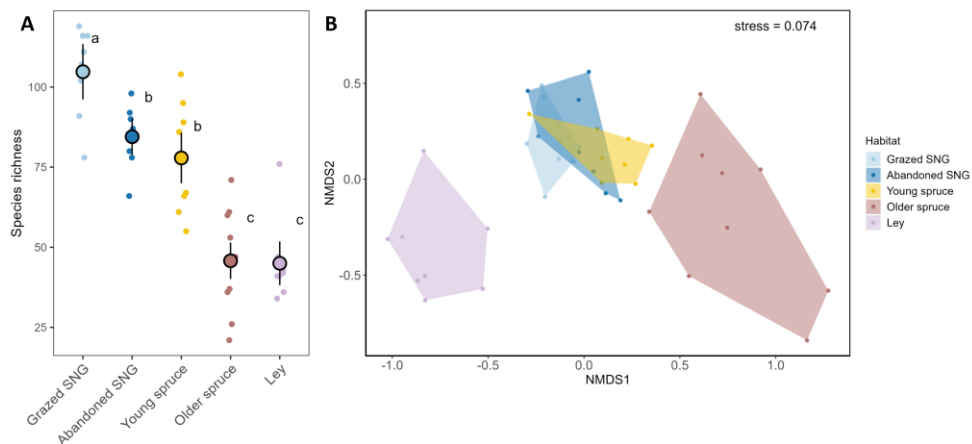 A
Species richness
100
75
50
25
a
b
b
c
c
Grazed SNG
Abandoned SNG
Young spruce
Older spruce
Ley
B
stress = 0.074
NMDS2
0.5
0.0
-0.5
-1.0
-0.5
0.0
0.5
1.0
NMDS1
Habitat
Grazed SNG
Abandoned SNG
Young spruce
Older spruce
Ley